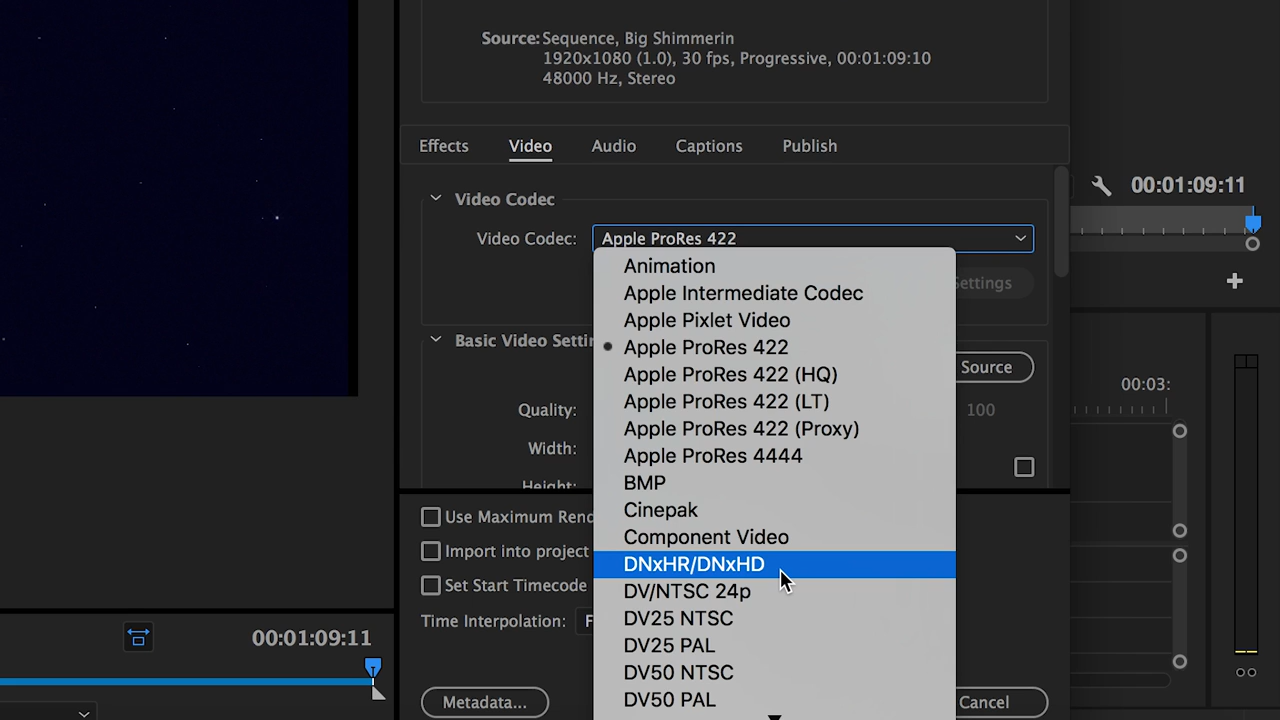 Source: Sequence, Big Shimmerin
1920x1080 (1.0), 30 fps, Progressive, 00:01:09:10
48000 Hz, Stereo
Effects Video Audio Captions Publish
00:01:09:11
Video Codec
Video Codec: Apple ProRes 422
Animation
Settings
Apple Intermediate Codec
Apple Pixlet Video
Basic Video Settin
Apple ProRes 422
Source
Apple ProRes 422 (HQ)
00:03:
Quality:
100
Apple ProRes 422 (LT)
Apple ProRes 422 (Proxy)
Width:
Apple ProRes 4444
Height:
BMP
Use Maximum Rend
Cinepak
Component Video
Import into project
DNxHR/DNxHD
Set Start Timecode
DV/NTSC 24p
Time Interpolation: F
DV25 NTSC
00:01:09:11
DV25 PAL
DV50 NTSC
Metadata...
DV50 PAL
Cancel